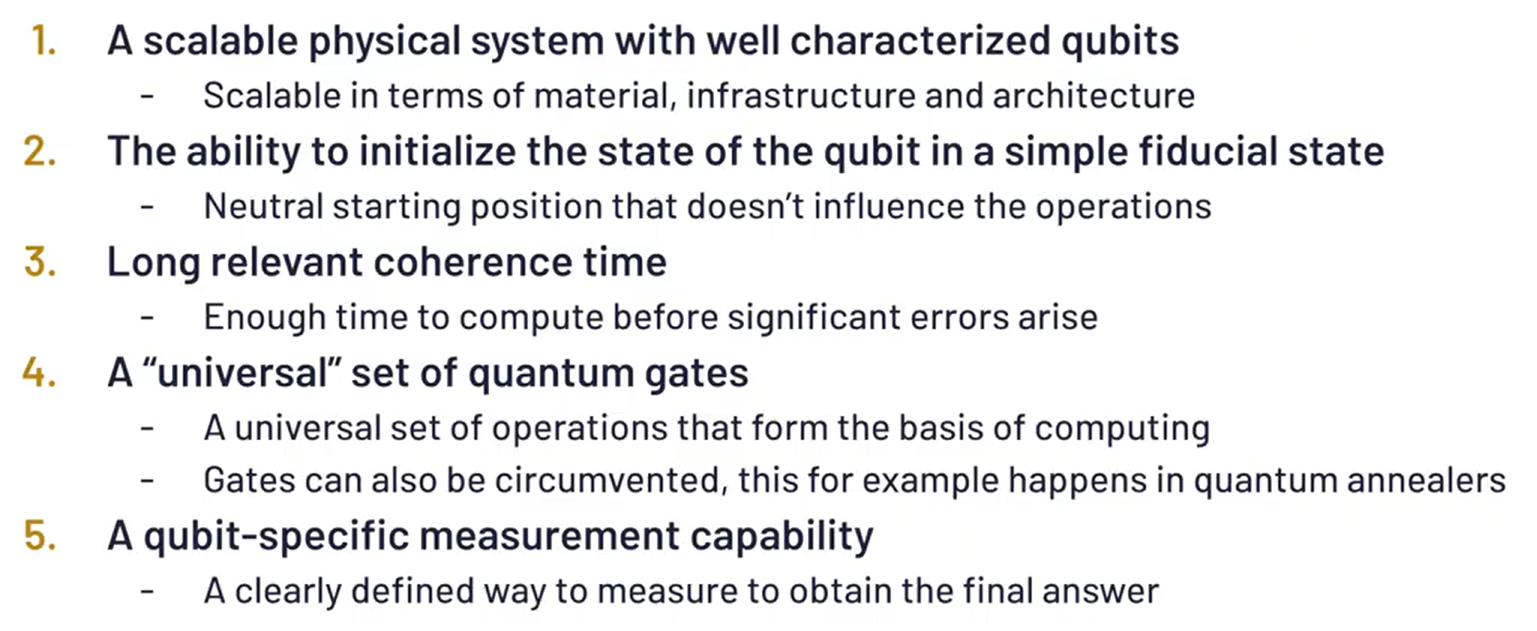 1. A scalable physical system with well characterized qubits
- Scalable in terms of material, infrastructure and architecture
2. The ability to initialize the state of the qubit in a simple fiducial state
- Neutral starting position that doesn’t influence the operations
3. Long relevant coherence time
- Enough time to compute before significant errors arise
4. A “universal” set of quantum gates
- A universal set of operations that form the basis of computing
- Gates can also be circumvented, this for example happens in quantum annealers
5. A qubit-specific measurement capability
- A clearly defined way to measure to obtain the final answer